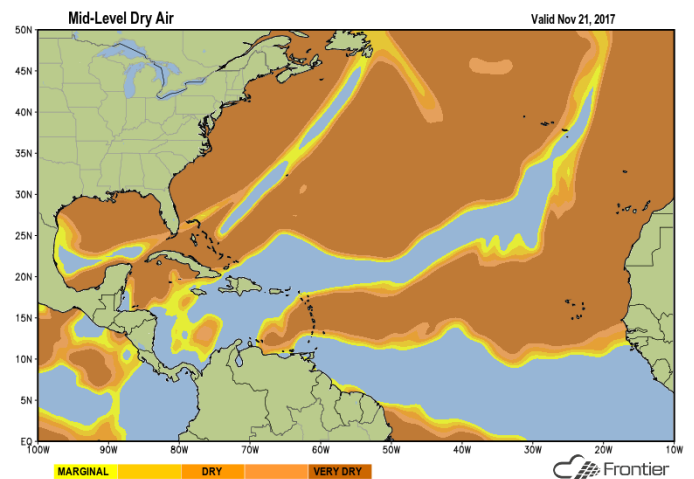 Mid-Level Dry Air
Valid Nov 21, 2017
50N
45N
40N
35N
30N
25N
20N
15N
10N
5N
EQ
100W 90W 80W 70W 60W 50W 40W 30W 20W 10W
MARGINAL DRY VERY DRY
Frontier